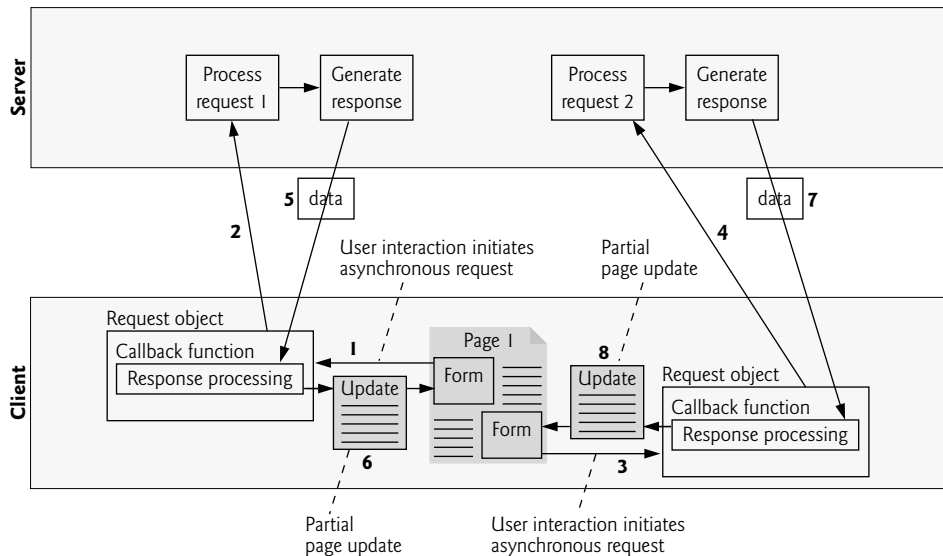 Server
Process
request 1
Generate
response
Process
request 2
Generate
response
5
data
data
7
2
4
User interaction initiates
asynchronous request
Partial
page update
Client
Request object
Callback function
Response processing
1
Update
6
Page 1
Form
Form
8
Update
3
Request object
Callback function
Response processing
Partial
page update
User interaction initiates
asynchronous request